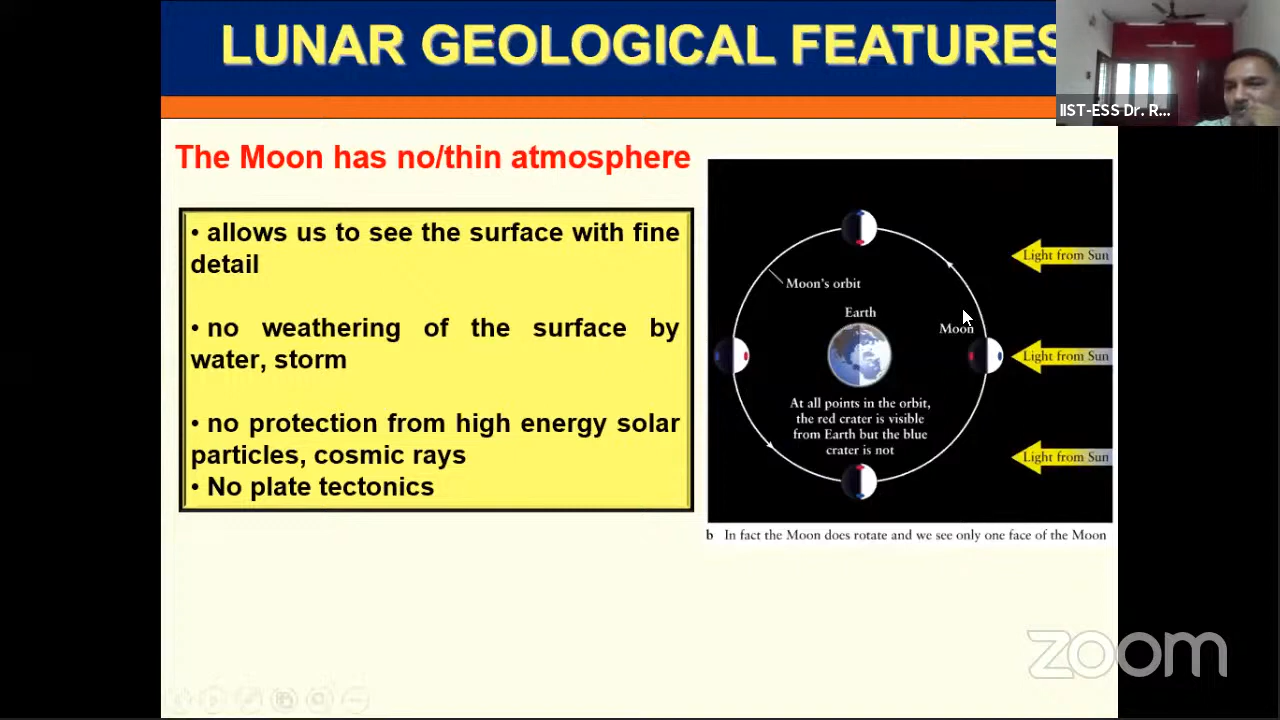 LUNAR GEOLOGICAL FEATURES
IIST-ESS Dr. R...
The Moon has no/thin atmosphere
• allows us to see the surface with fine
detail
• no weathering of the surface by
water, storm
• no protection from high energy solar
particles, cosmic rays
• No plate tectonics
Light from Sun
Moon's orbit
Earth
Moon
Light from Sun
At all points in the orbit,
the red crater is visible
from Earth but the blue
crater is not
Light from Sun
b In fact the Moon does rotate and we see only one face of the Moon
zoom